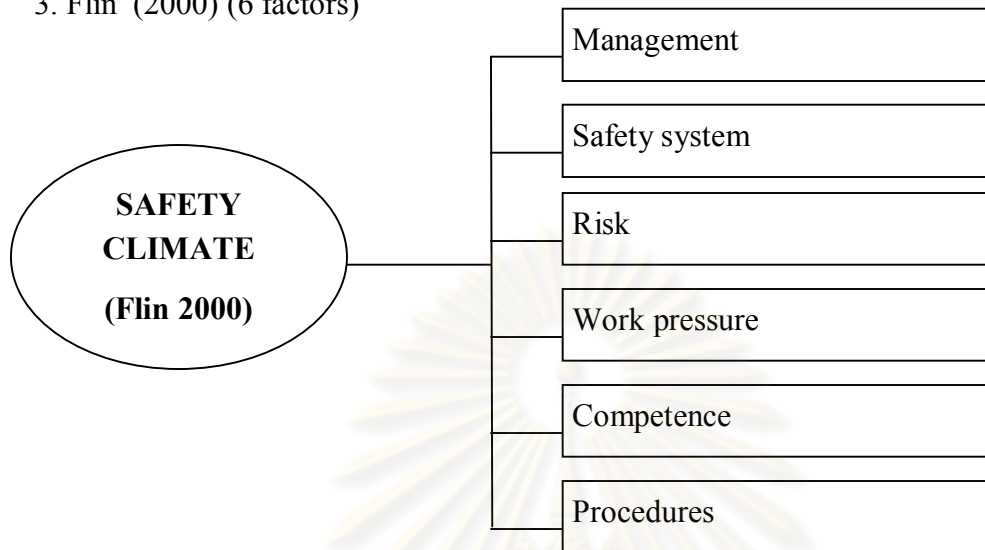 3. Flin (2000) (6 factors)
Management
Safety system
SAFETY
CLIMATE
(Flin 2000)
Risk
Work pressure
Competence
Procedures